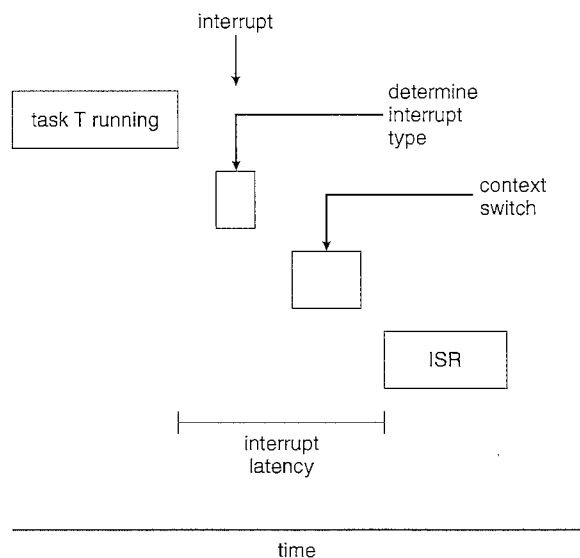 interrupt
task T running
determine
interrupt
type
context
switch
ISR
interrupt
latency
time